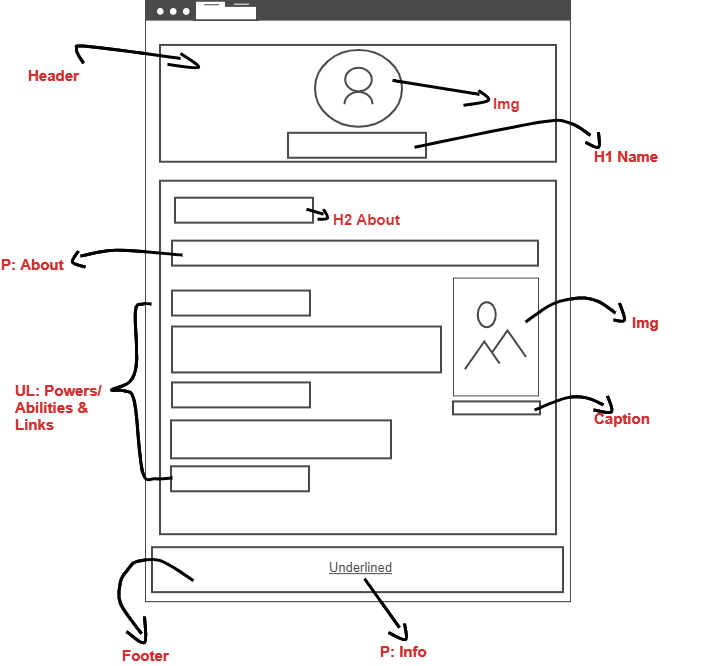 Header
Img
H1 Name
H2 About
P: About
Img
UL: Powers/
Abilities &
Links
Caption
Underlined
P: Info
Footer